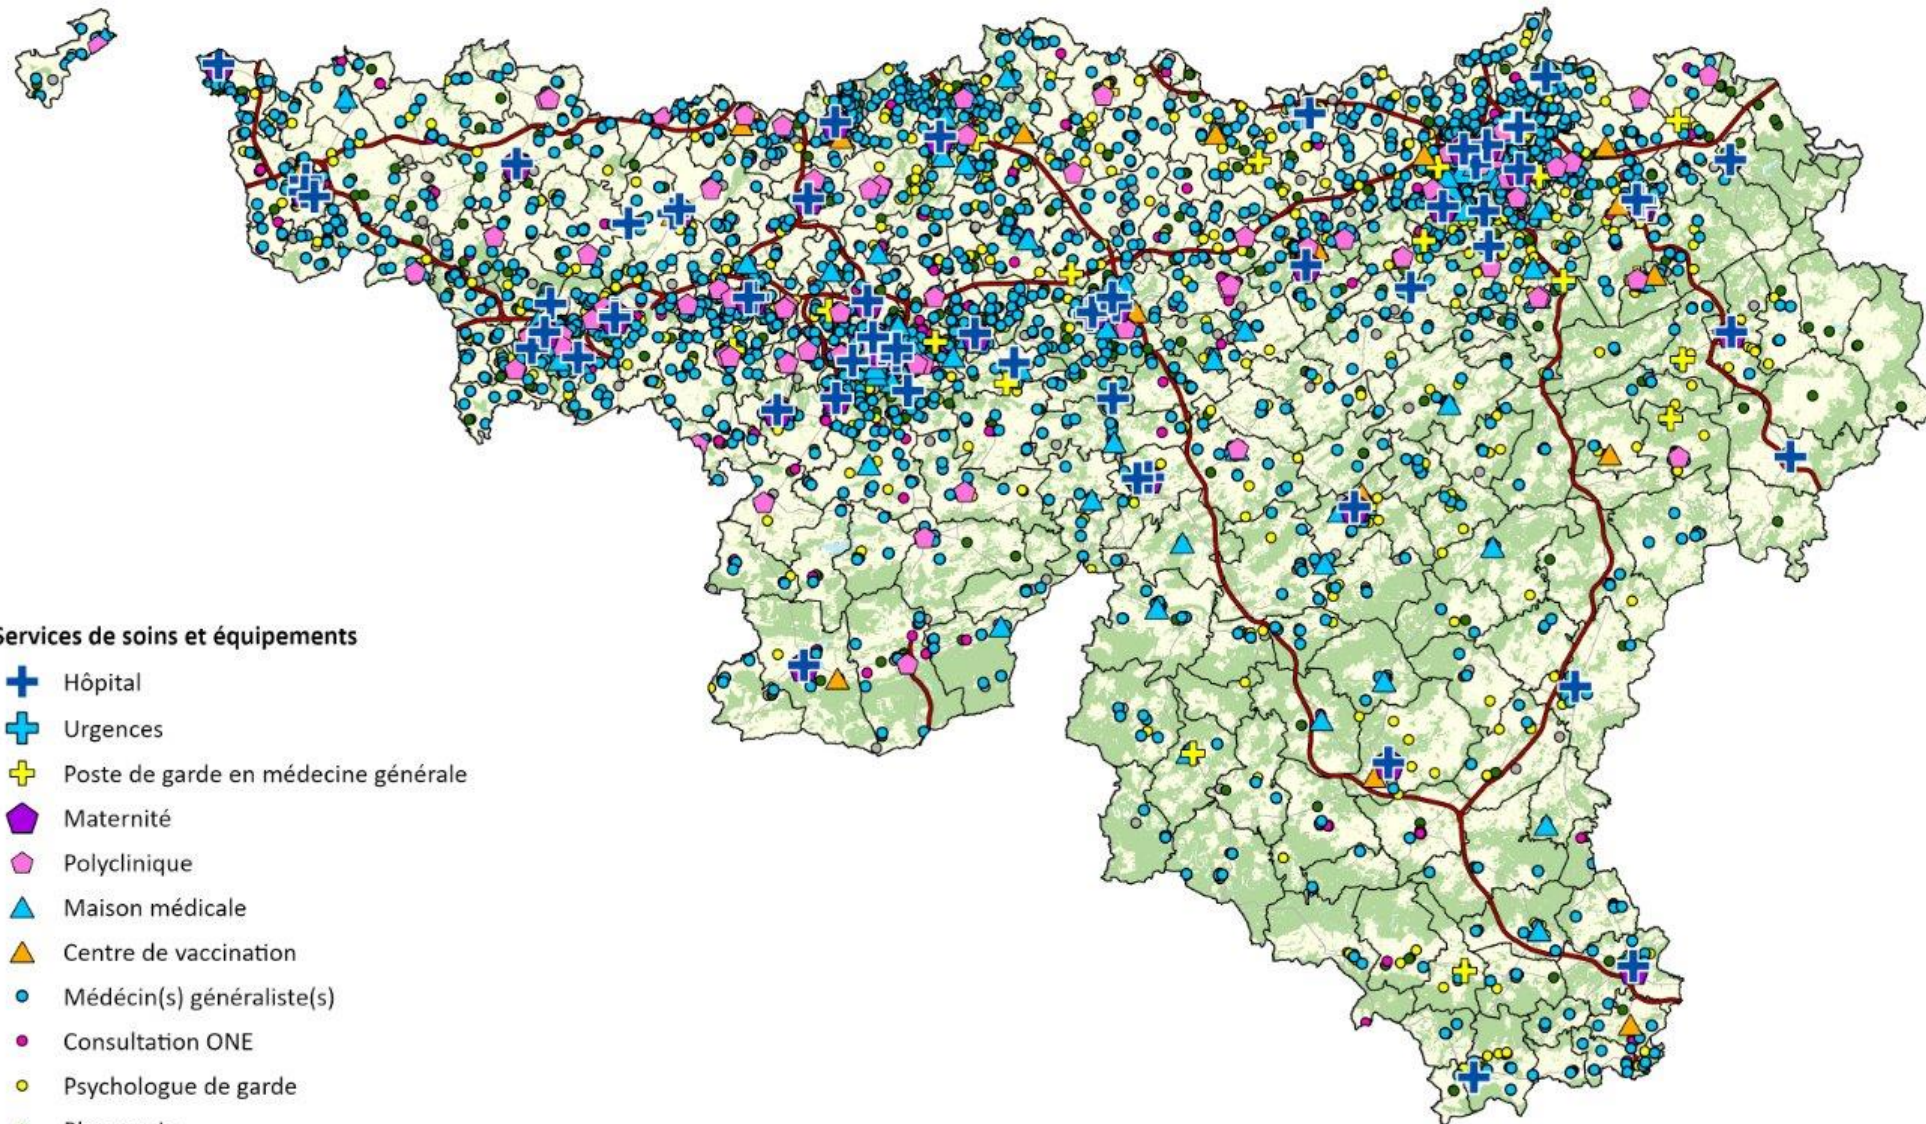 Services de soins et équipements
Hôpital
Urgences
Poste de garde en médecine générale
Maternité
Polyclinique
Maison médicale
Centre de vaccination
Médécin(s) généraliste(s)
Consultation ONE
Psychologue de garde